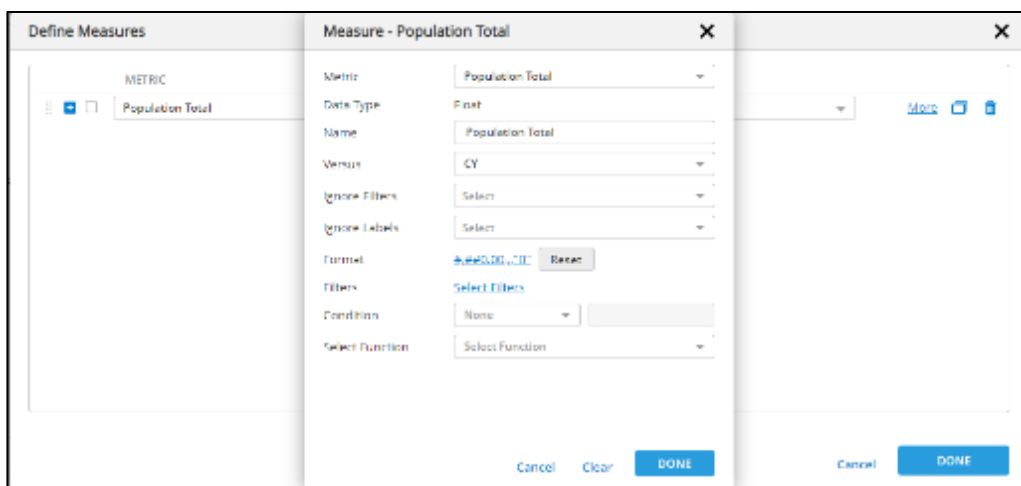 Define Measures
METRIC
Population Total
More
Cancel
DONE
Measure - Population Total
Metric
Population Total
Data Type
Float
Name
Population Total
Versus
CY
Ignore Filters
Select
Ignore Labels
Select
Format
Reset
Filters
Select Filters
Condition
None
Select Function
Select Function
Cancel
Clear
DONE